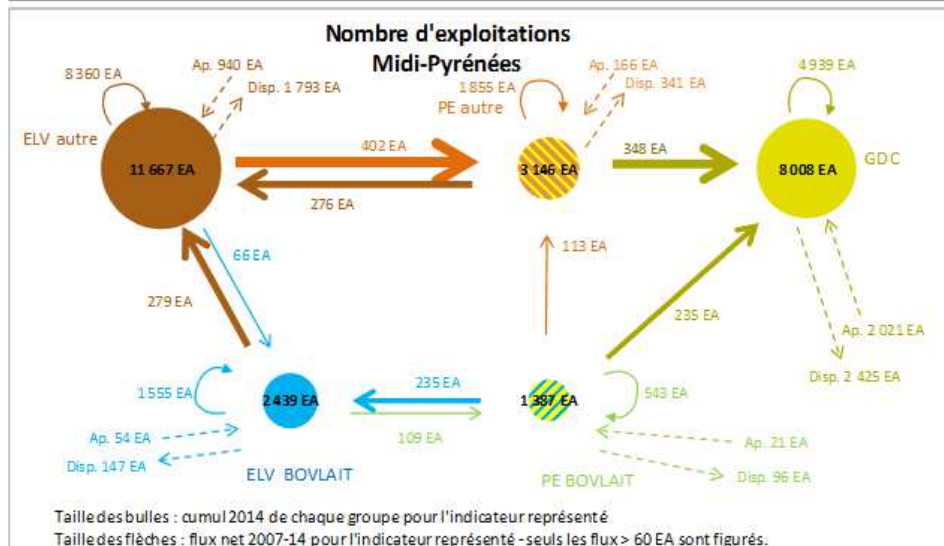 Nombre d'exploitations
Midi-Pyrénées
8 360 EA
Ap. 940 EA
Disp. 1 793 EA
ELV autre
11 667 EA
1 855 EA
PE autre
Ap. 166 EA
Disp. 341 EA
3 146 EA
4 939 EA
GDC
8 008 EA
402 EA
276 EA
348 EA
66 EA
279 EA
113 EA
235 EA
Ap. 2 021 EA
Disp. 2 425 EA
1 555 EA
2 439 EA
235 EA
109 EA
1 387 EA
543 EA
Ap. 54 EA
Disp. 147 EA
ELV BOVLAIT
Ap. 21 EA
Disp. 96 EA
PE BOVLAIT
Taille des bulles : cumul 2014 de chaque groupe pour l'indicateur représenté
Taille des flèches : flux net 2007-14 pour l'indicateur représenté - seuls les flux > 60 EA sont figurés.